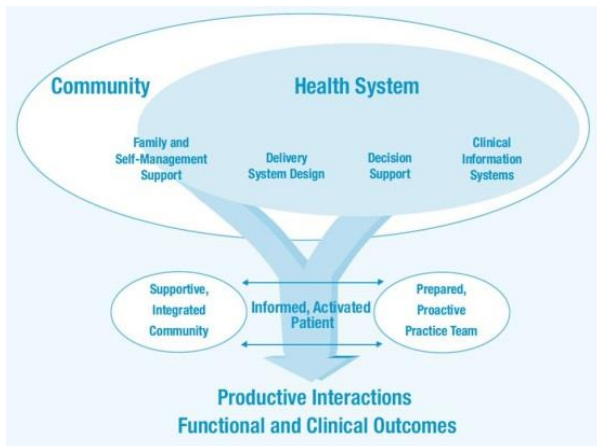 Community
Health System
Family and
Self-Management
Support
Delivery
System Design
Decision
Support
Clinical
Information
Systems
Supportive,
Integrated
Community
Informed, Activated
Patient
Prepared,
Proactive
Practice Team
Productive Interactions
Functional and Clinical Outcomes